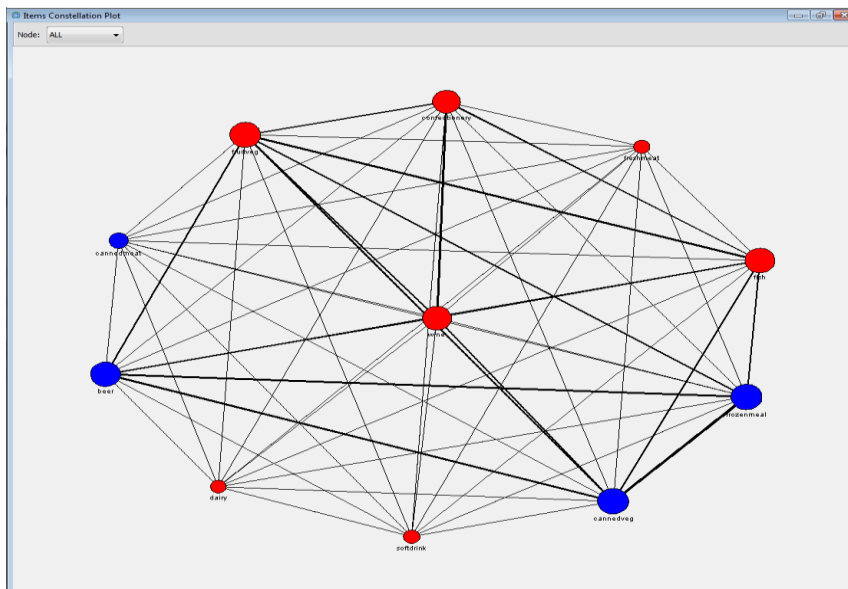 Items Constellation Plot
Node: ALL
confectionery
fruitveg
freshmeat
cannedmeat
fish
wine
beer
frozenmeal
dairy
cannedveg
softdrink